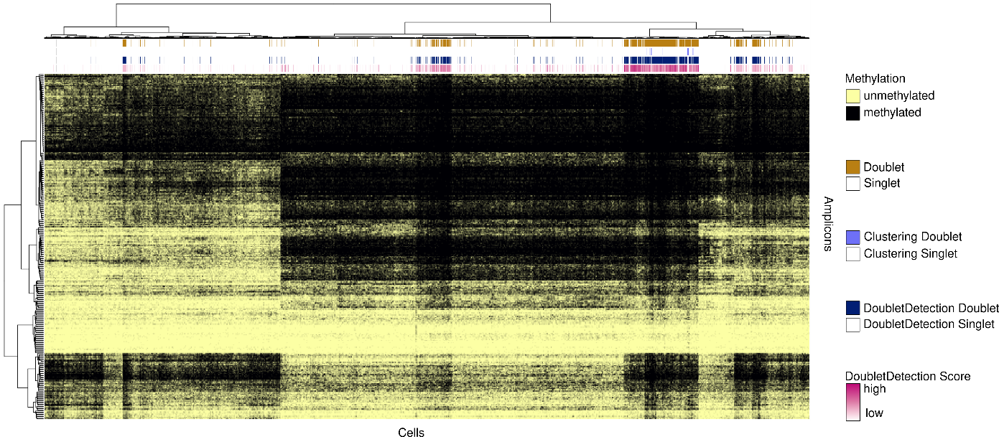 Methylation
unmethylated
methylated
Doublet
Singlet
Amplicons
Clustering Doublet
Clustering Singlet
DoubletDetection Doublet
DoubletDetection Singlet
DoubletDetection Score
high
low
Cells